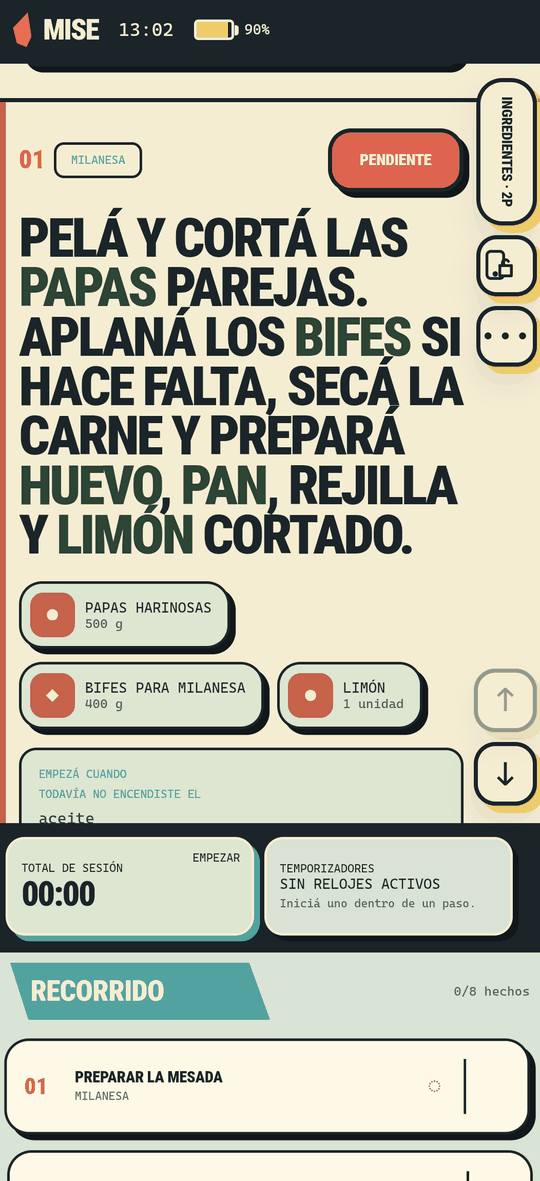 MISE 13:02 90%
INGREDIENTES · 2P
01 MILANESA PENDIENTE
PELÁ Y CORTÁ LAS
PAPAS PAREJAS.
APLANÁ LOS BIFES SI
HACE FALTA, SECÁ LA
CARNE Y PREPARÁ
HUEVO, PAN, REJILLA
Y LIMÓN CORTADO.
PAPAS HARINOSAS
500 g
BIFES PARA MILANESA
400 g
LIMÓN
1 unidad
EMPEZÁ CUANDO
TODAVÍA NO ENCENDISTE EL
aceite
EMPEZAR
TOTAL DE SESIÓN
00:00
TEMPORIZADORES
SIN RELOJES ACTIVOS
Iniciá uno dentro de un paso.
RECORRIDO
0/8 hechos
01 PREPARAR LA MESADA
MILANESA